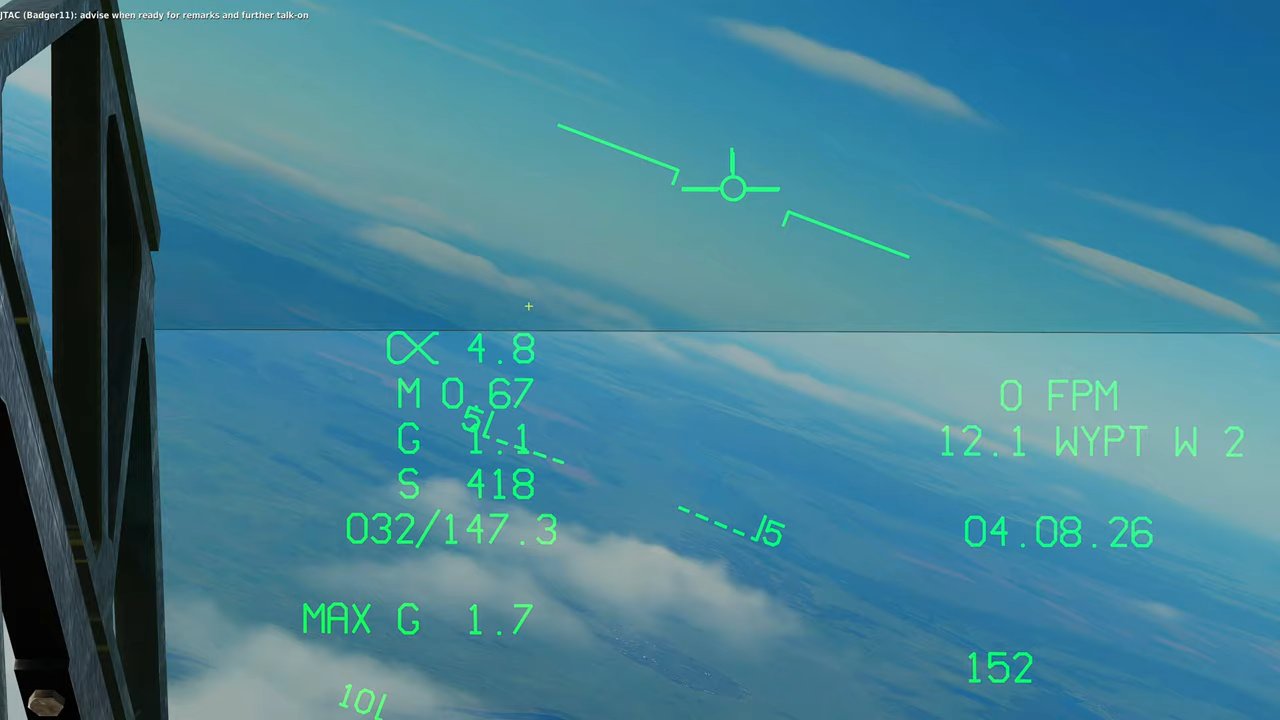 JTAC (Badger11): advise when ready for remarks and further talk-on
α 4.8
M 0.67
G 1.1
S 418
032/147.3
MAX G 1.7
0 FPM
12.1 WYPT W 2
04.08.26
152
5
5
10